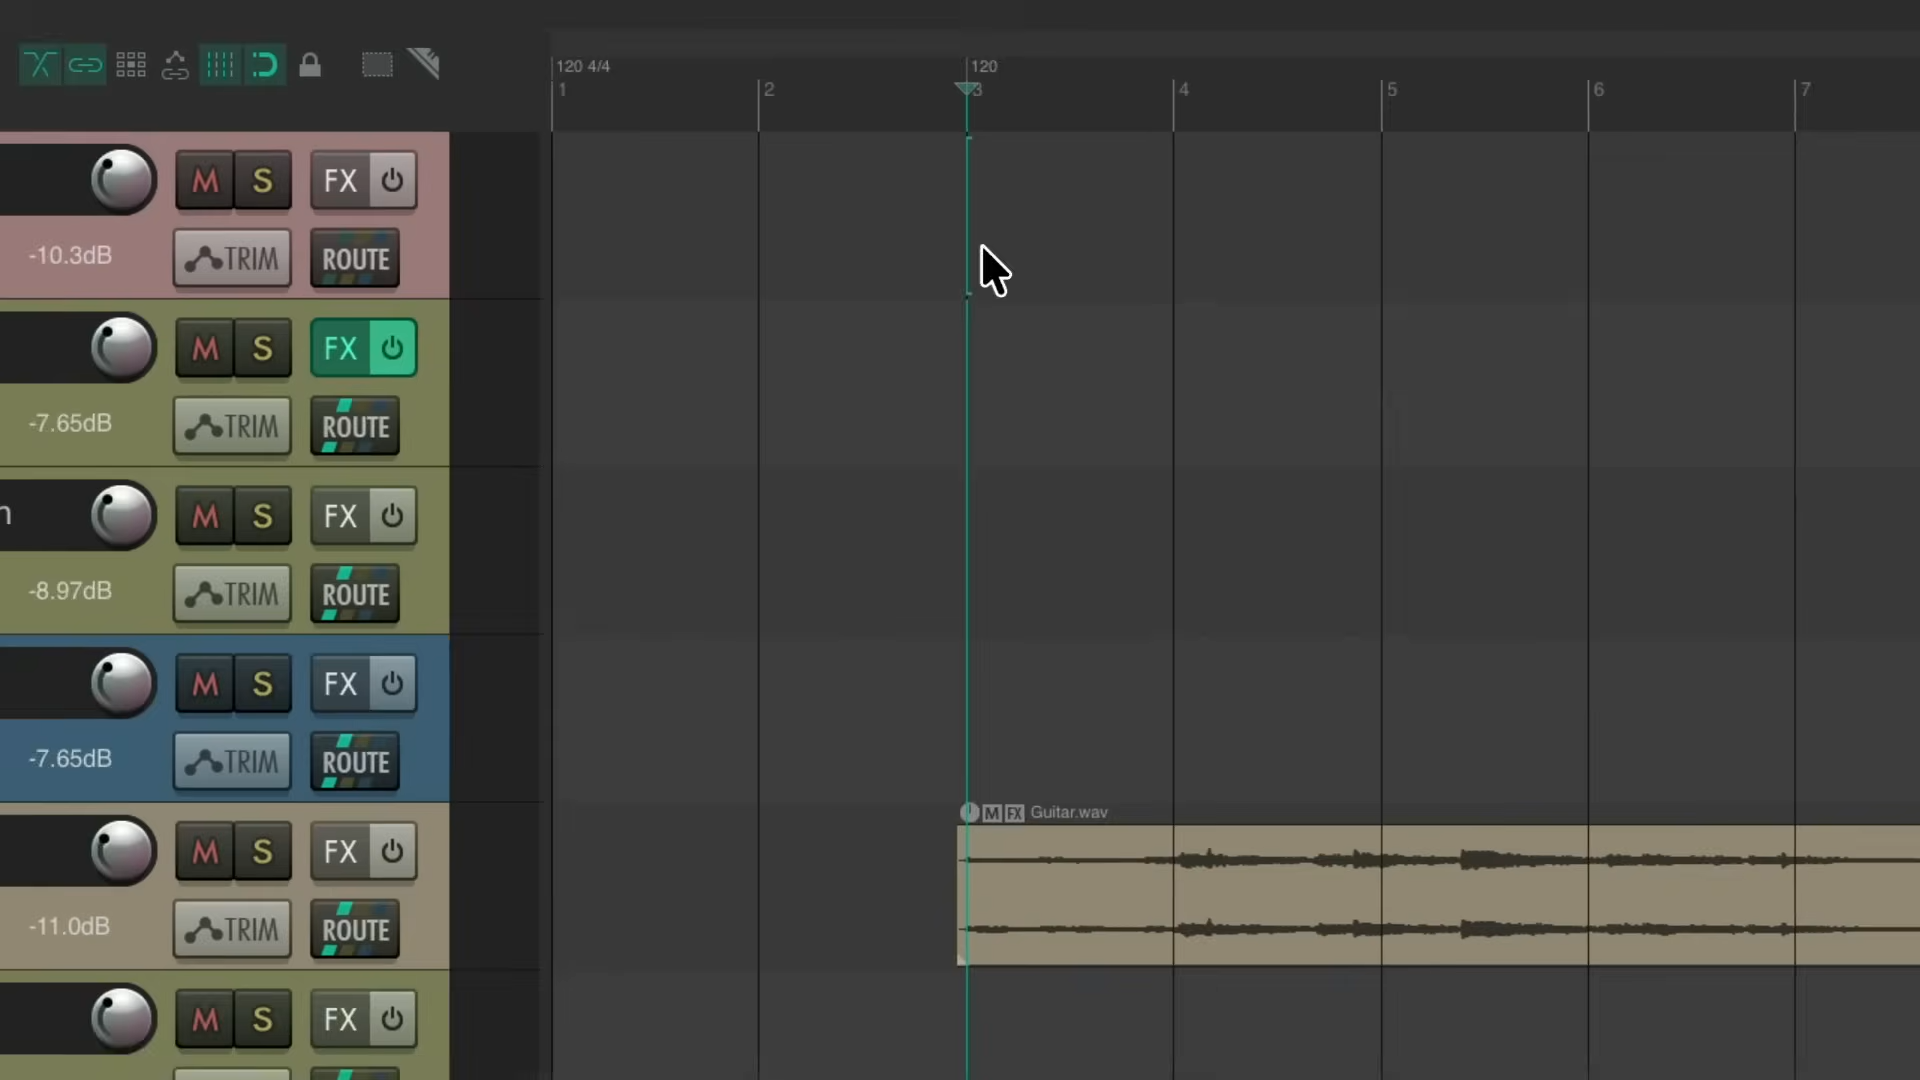 120 4/4
120
1
2
3
4
5
6
7
M S FX
-10.3dB TRIM ROUTE
M S FX
-7.65dB TRIM ROUTE
n M S FX
-8.97dB TRIM ROUTE
M S FX
-7.65dB TRIM ROUTE
M FX Guitar.wav
M S FX
-11.0dB TRIM ROUTE
M S FX